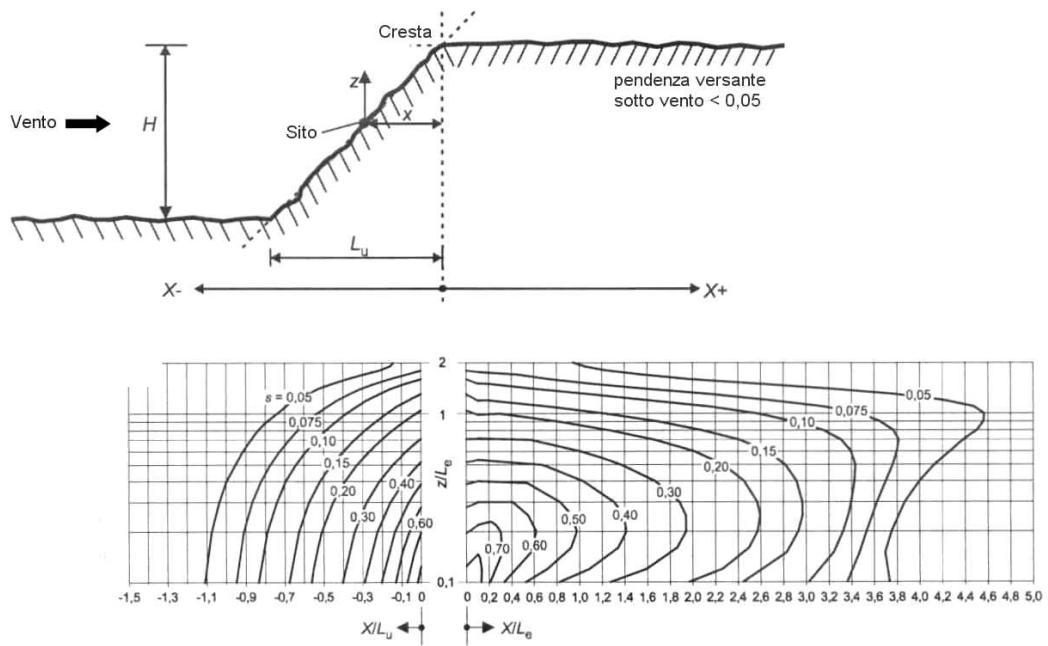 Cresta
z
pendenza versante
sotto vento < 0,05
Vento
H
x
Sito
Lu
X-
X+
2
s = 0,05
0,05
0,075
0,075
1
0,10
0,10
0,15
0,15
z/Le
0,20
0,20
0,40
0,30
0,30
0,40
0,50
0,60
0,60
0,70
0,1
-1,5 -1,3 -1,1 -0,9 -0,7 -0,5 -0,3 -0,1 0
0 0,2 0,4 0,6 0,8 1,0 1,2 1,4 1,6 1,8 2,0 2,2 2,4 2,6 2,8 3,0 3,2 3,4 3,6 3,8 4,0 4,2 4,4 4,6 4,8 5,0
X/Lu
X/Le